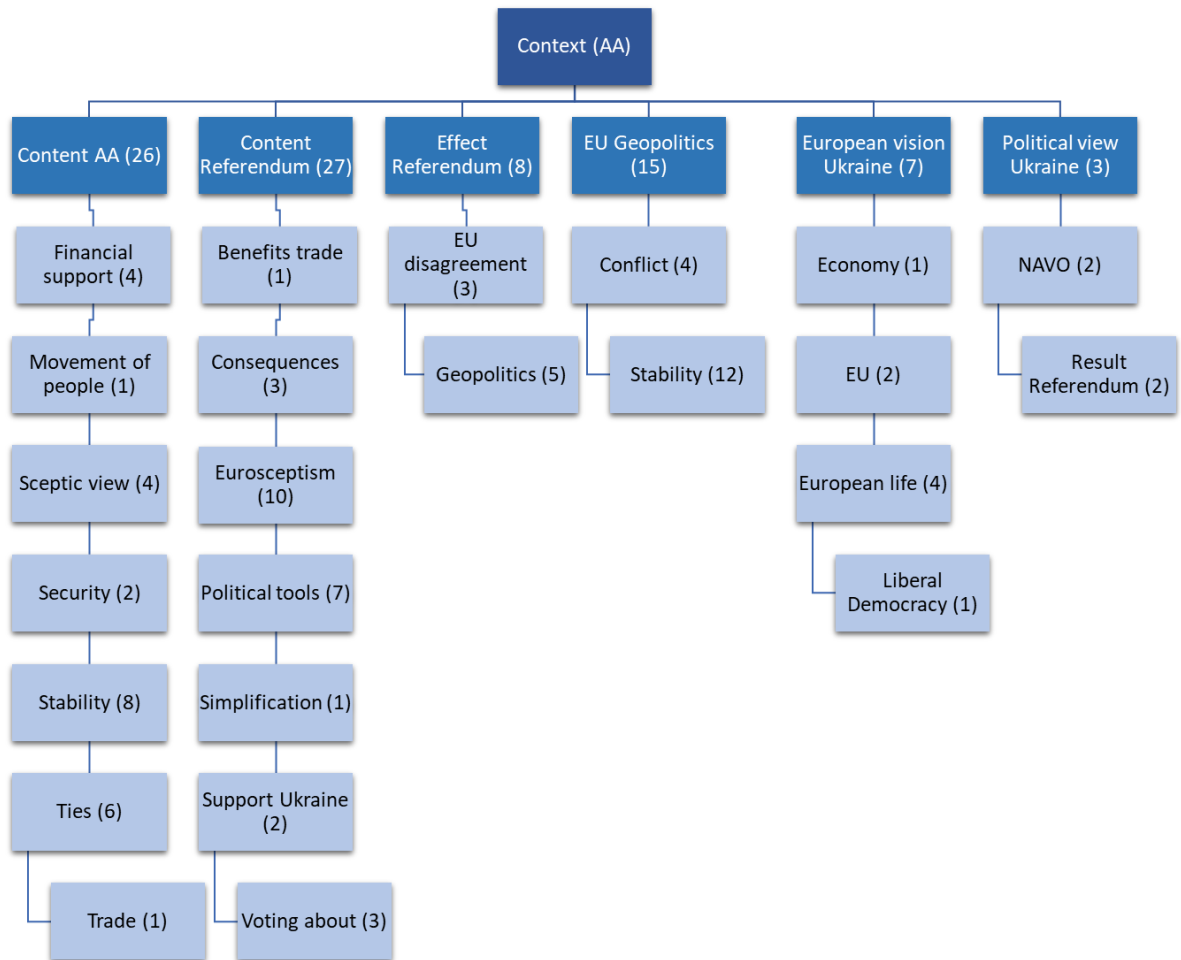 Context (AA)
Content AA (26)
Content
Referendum (27)
Effect
Referendum (8)
EU Geopolitics
(15)
European vision
Ukraine (7)
Political view
Ukraine (3)
Financial
support (4)
Movement of
people (1)
Sceptic view (4)
Security (2)
Stability (8)
Ties (6)
Trade (1)
Benefits trade
(1)
Consequences
(3)
Eurosceptism
(10)
Political tools (7)
Simplification (1)
Support Ukraine
(2)
Voting about (3)
EU
disagreement
(3)
Geopolitics (5)
Conflict (4)
Stability (12)
Economy (1)
EU (2)
European life (4)
Liberal
Democracy (1)
NAVO (2)
Result
Referendum (2)